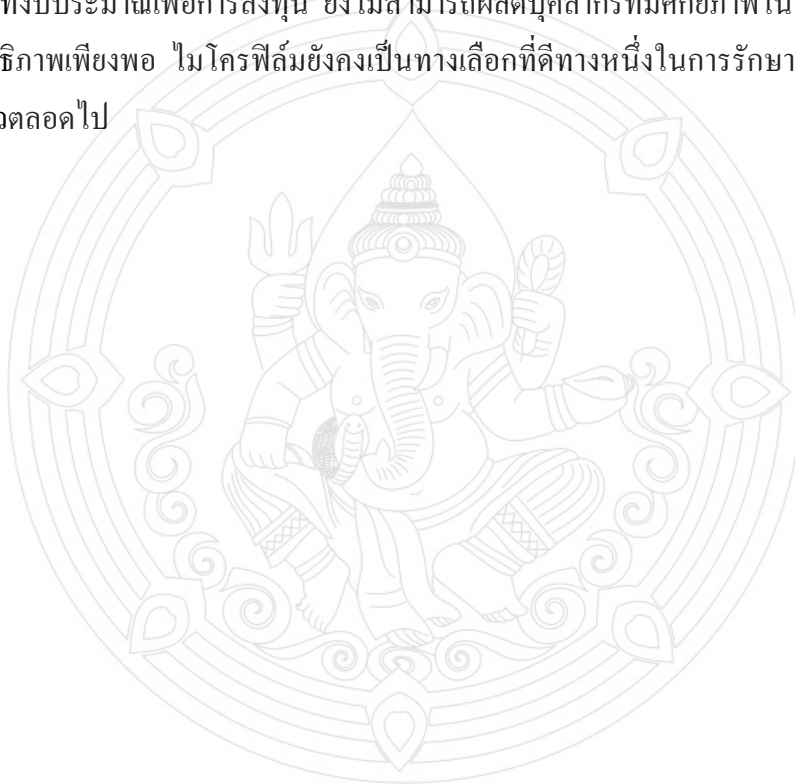 ทั้งงบประมาณเพื่อการลงทุน ยังไม่สามารถผลิตบุคลากรที่มีศักยภาพใน
ธิภาพเพียงพอ ไมโครฟิล์มยังคงเป็นทางเลือกที่ดีทางหนึ่งในการรักษา
ตลอดไป